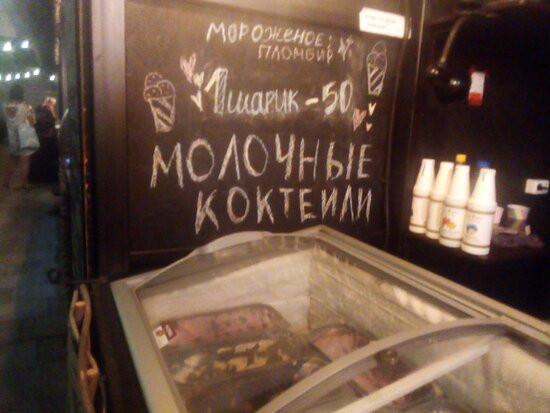 МОРОЖЕНОЕ:
ПЛОМБИР
1 шарик - 50
МОЛОЧНЫЕ
КОКТЕЙЛИ